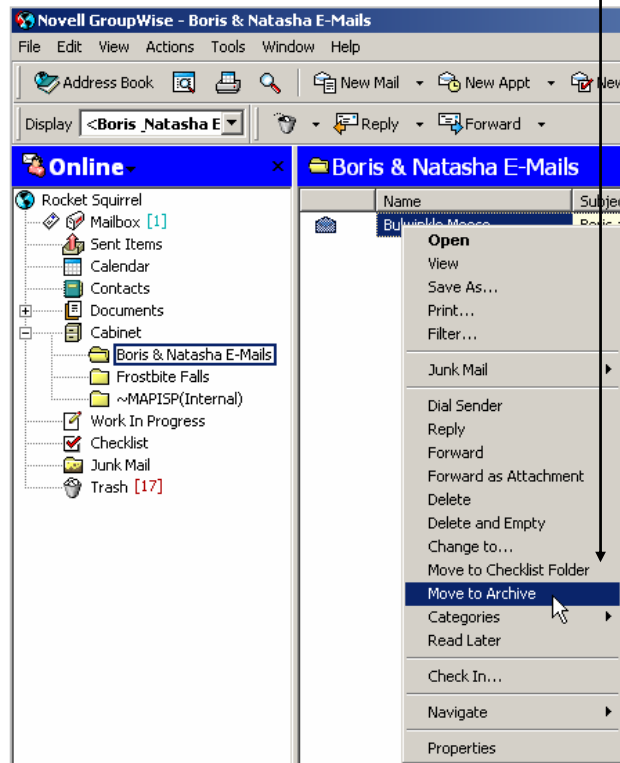 Novell GroupWise - Boris & Natasha E-Mails
File Edit View Actions Tools Window Help
Address Book New Mail New Appt New
Display <Boris _Natasha E Reply Forward
Online
Boris & Natasha E-Mails
Rocket Squirrel
Mailbox [1]
Sent Items
Calendar
Contacts
Documents
Cabinet
Boris & Natasha E-Mails
Frostbite Falls
~MAPISP(Internal)
Work In Progress
Checklist
Junk Mail
Trash [17]
Name Subje
Open
View
Save As...
Print...
Filter...
Junk Mail
Dial Sender
Reply
Forward
Forward as Attachment
Delete
Delete and Empty
Change to...
Move to Checklist Folder
Move to Archive
Categories
Read Later
Check In...
Navigate
Properties